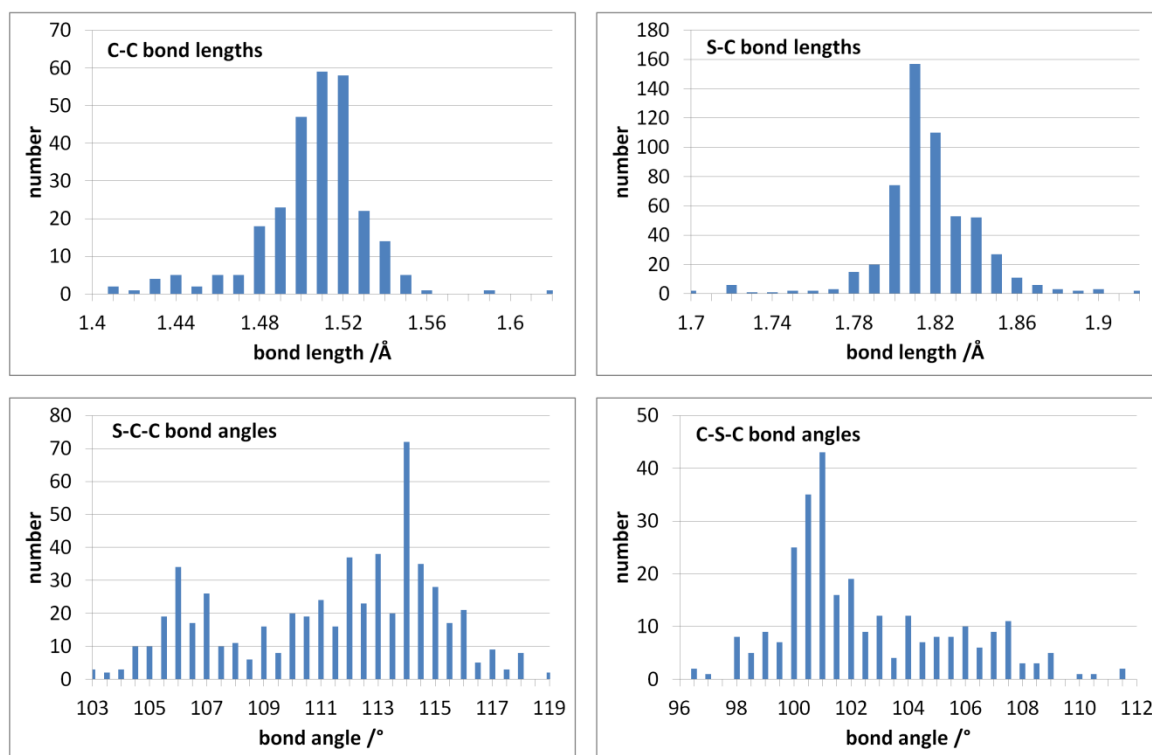 C-C bond lengths
number
70
60
50
40
30
20
10
0
1.4 1.44 1.48 1.52 1.56 1.6
bond length /Å
S-C bond lengths
number
180
160
140
120
100
80
60
40
20
0
1.7 1.74 1.78 1.82 1.86 1.9
bond length /Å
S-C-C bond angles
number
80
70
60
50
40
30
20
10
0
103 105 107 109 111 113 115 117 119
bond angle /°
C-S-C bond angles
number
50
40
30
20
10
0
96 98 100 102 104 106 108 110 112
bond angle /°